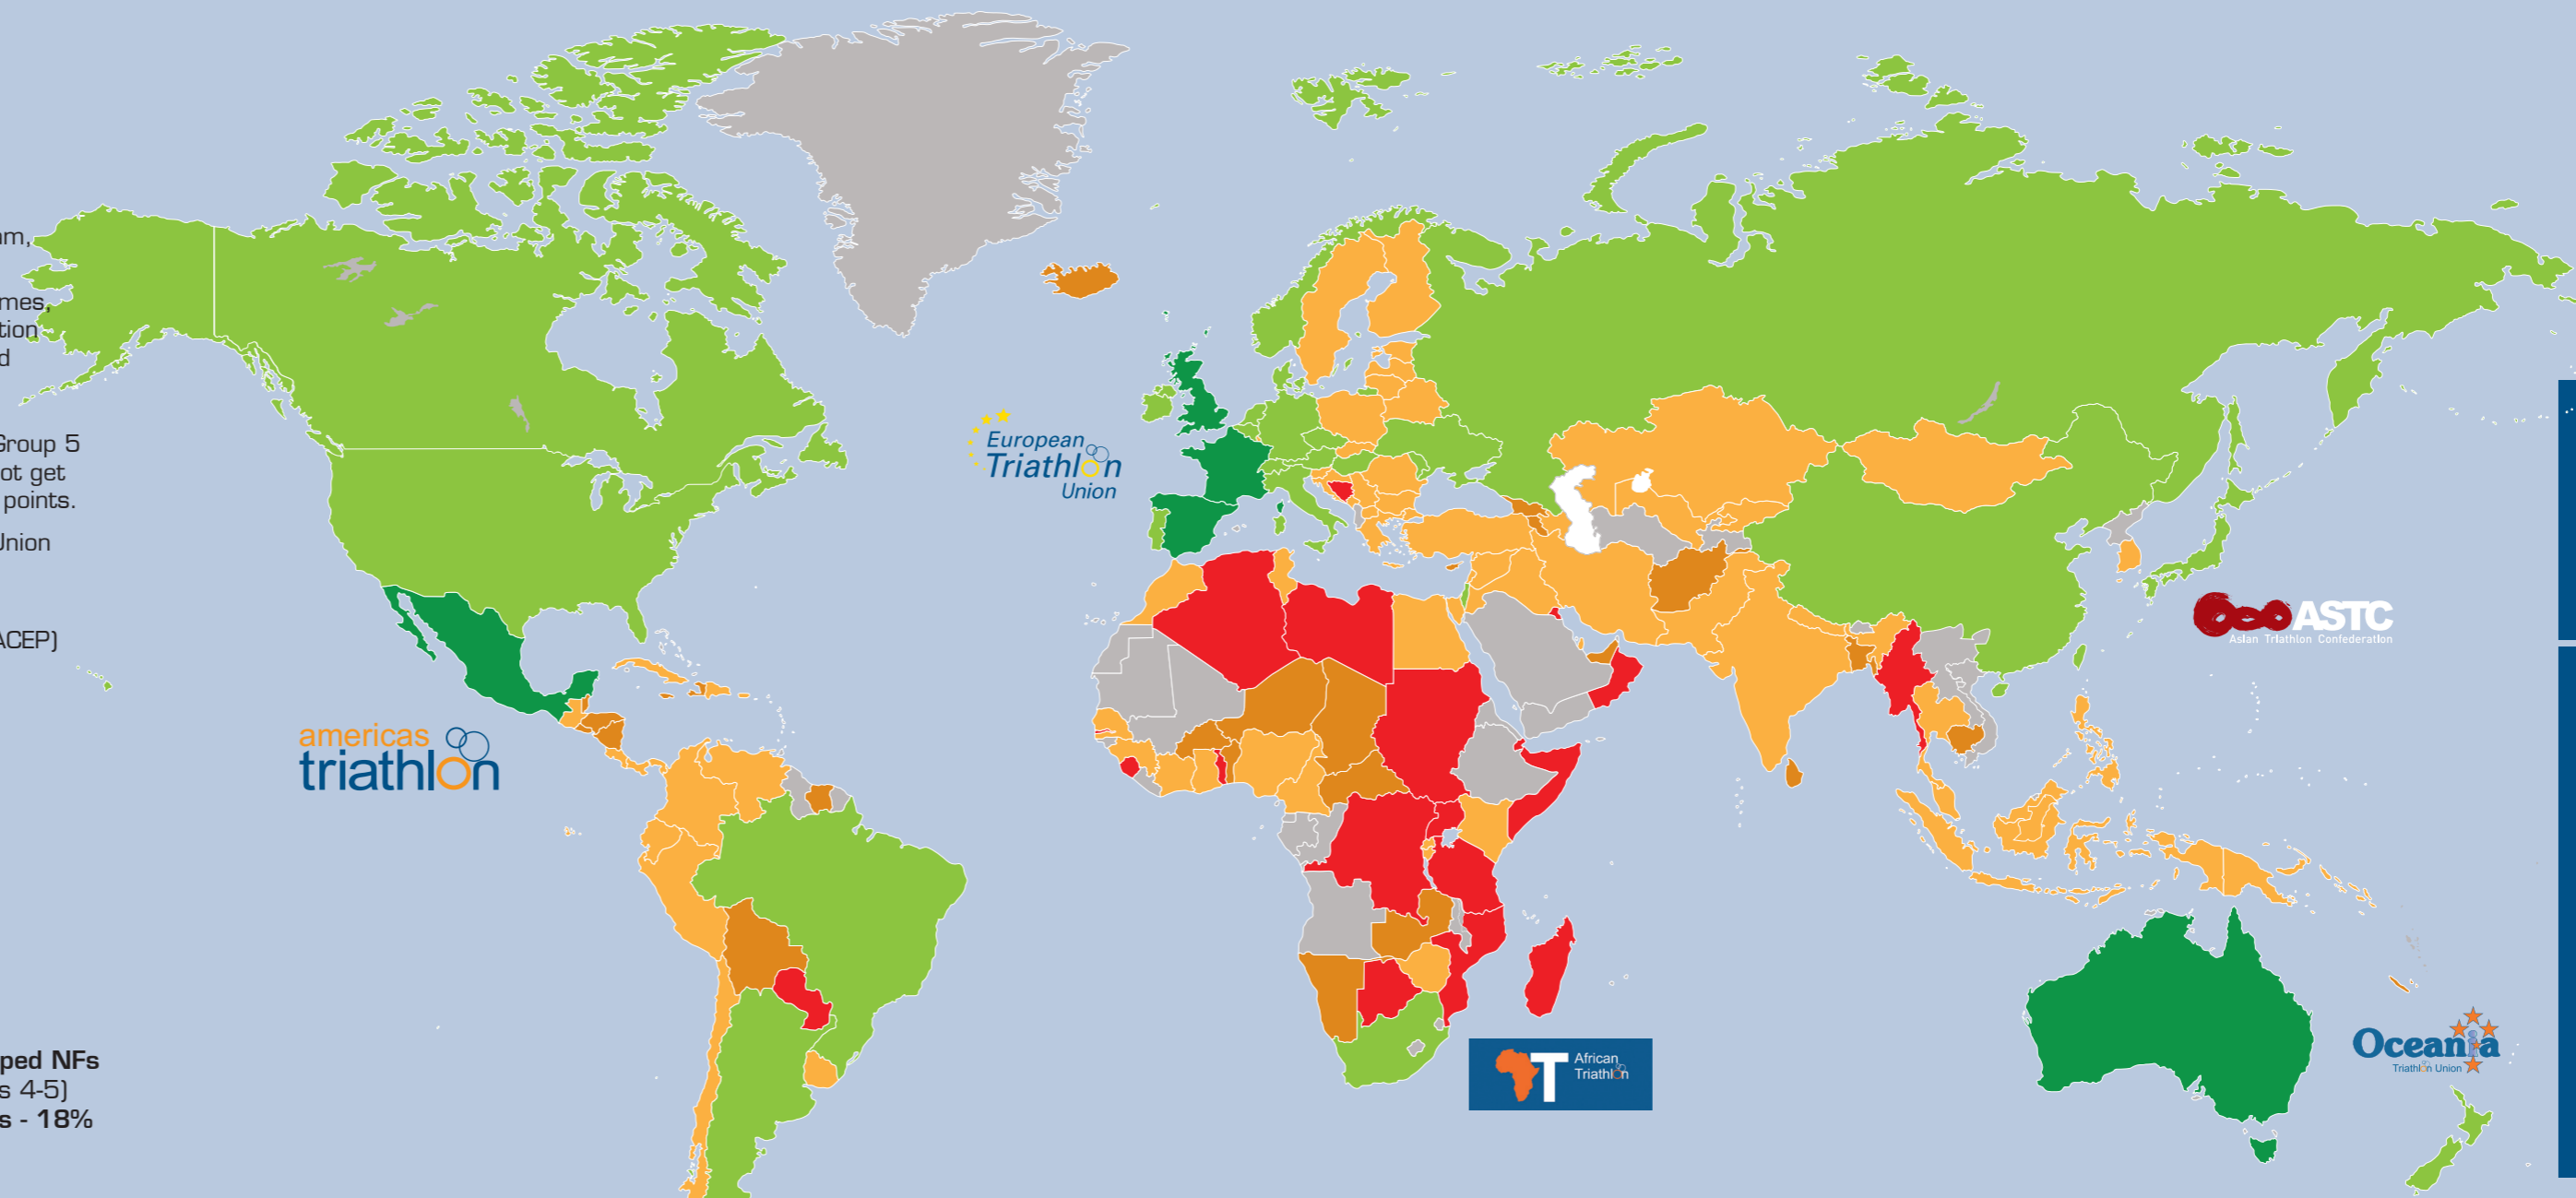 am,
mes,
tion
d
Group 5
ot get
points.
Union
ACEP)
ped NFs
s 4-5)
s - 18%
European
Triathlon
Union
americas
triathlon
ASTC
Asian Triathlon Confederation
T African
Triathlon
Oceania
Triathlon Union